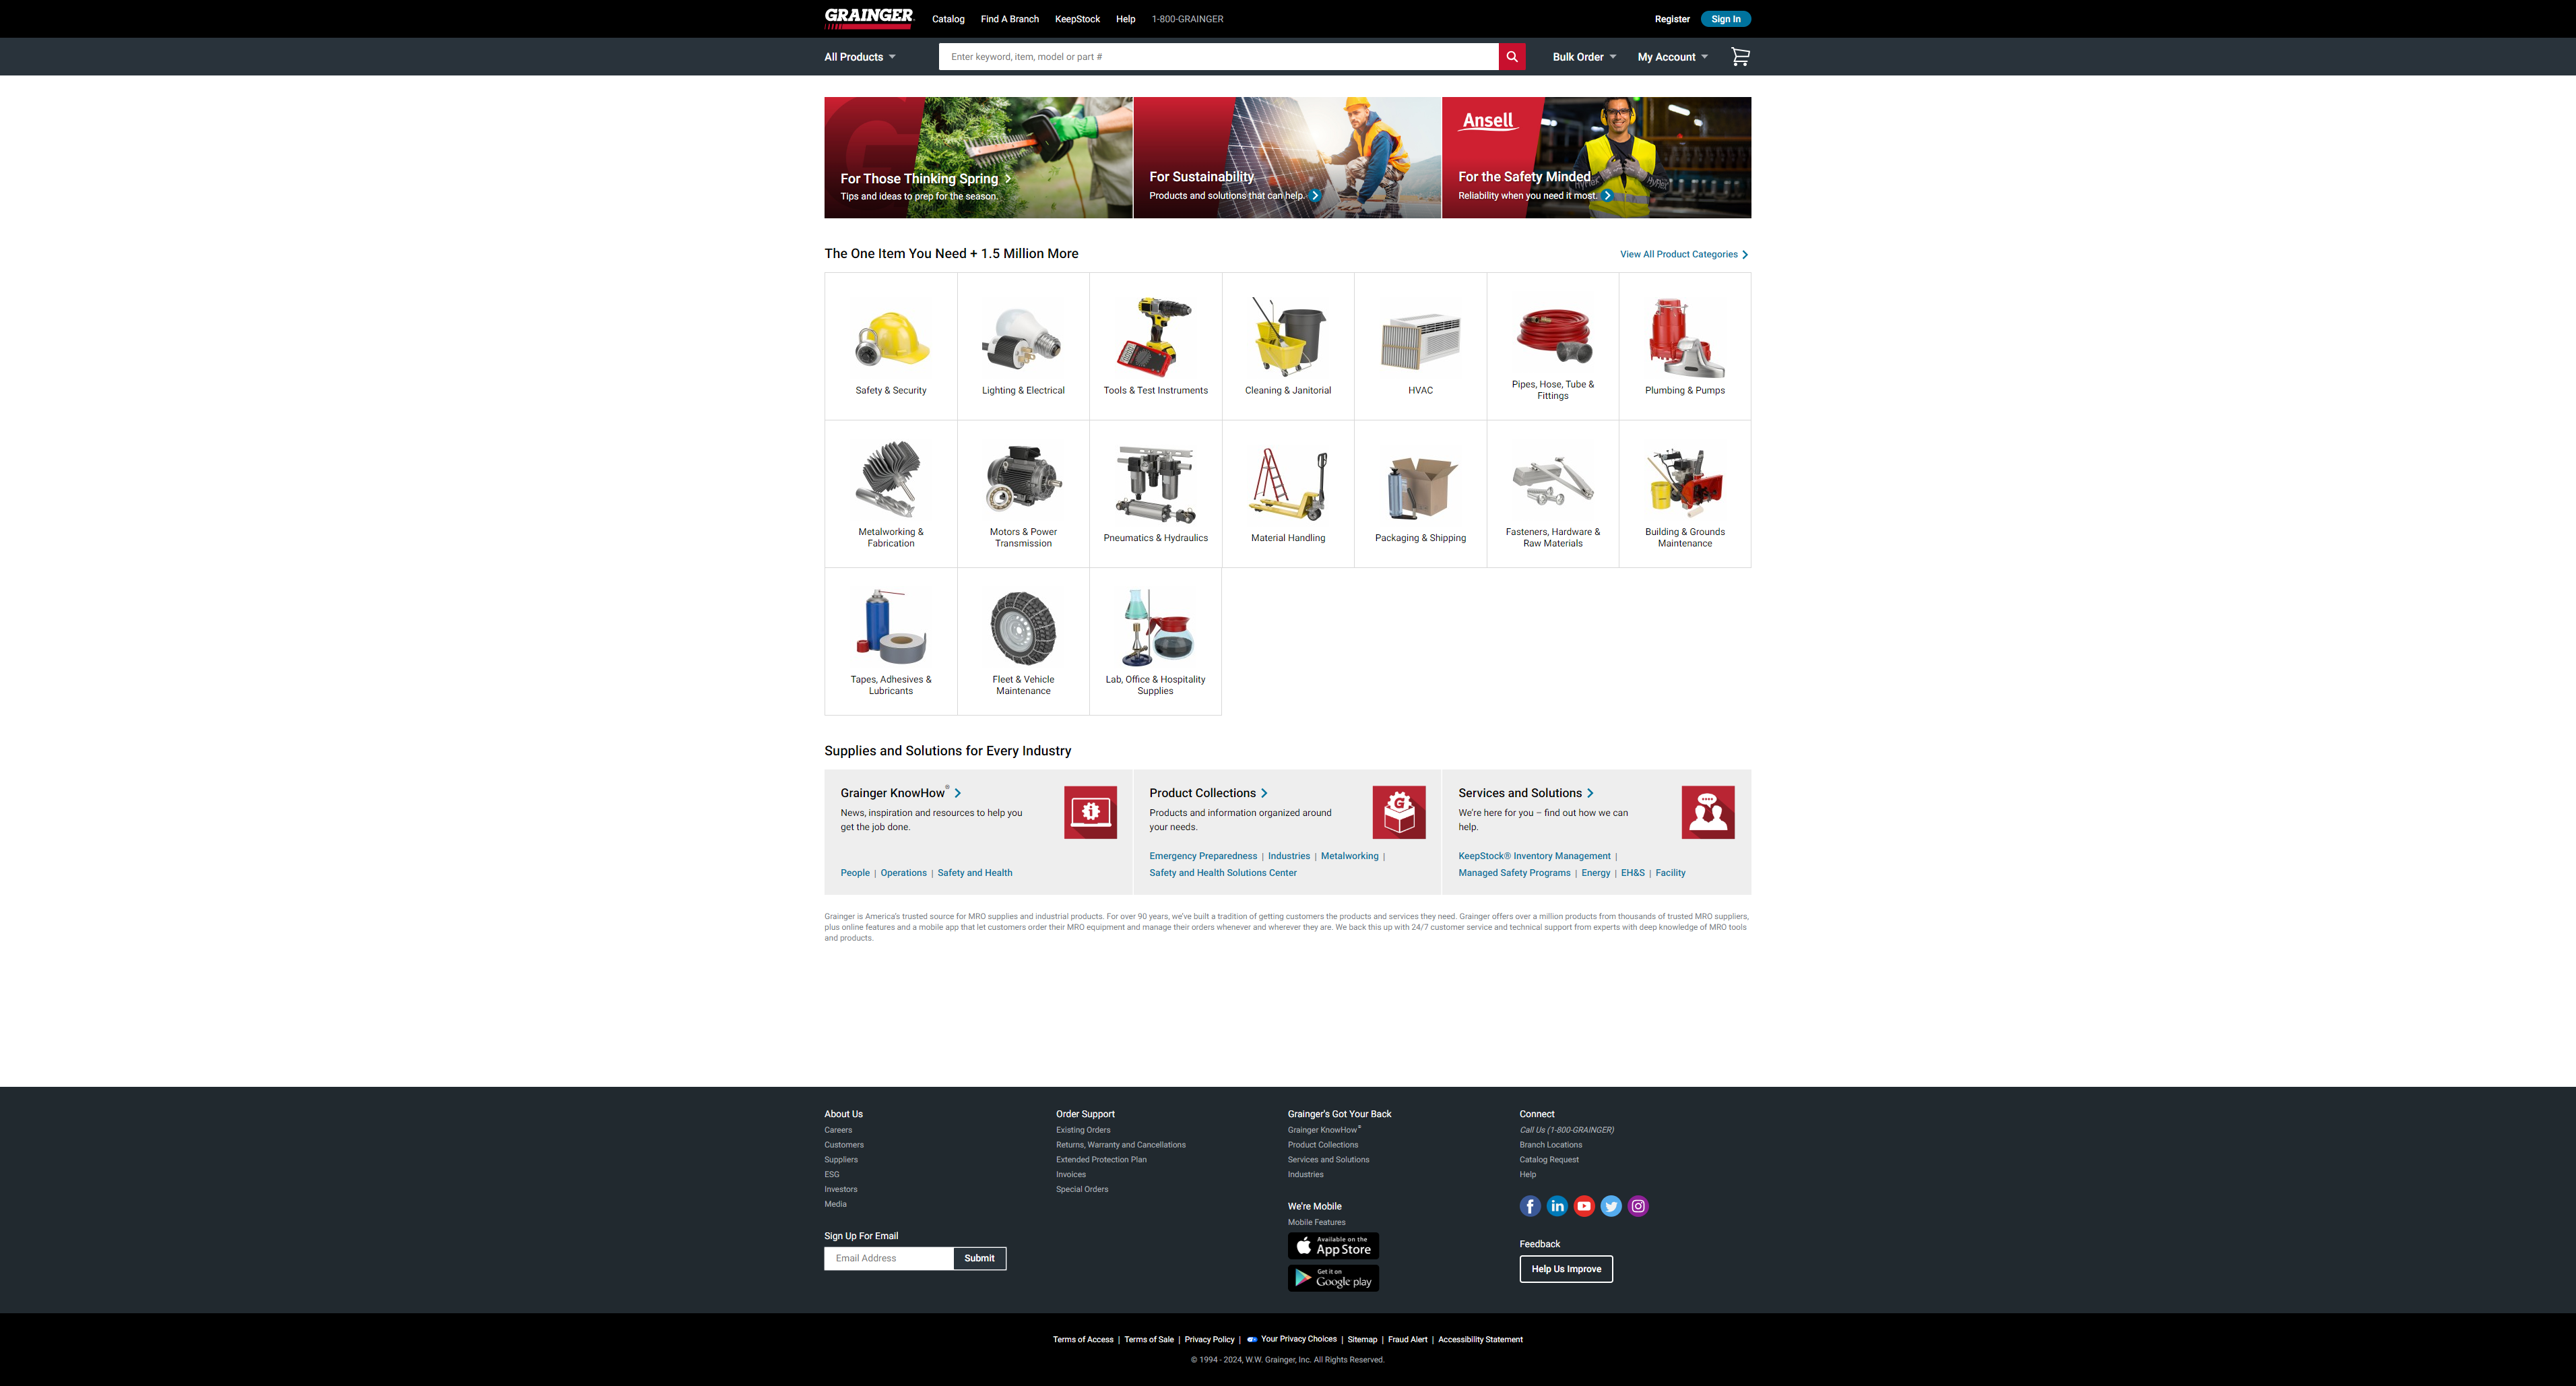 GRAINGER
Catalog
Find A Branch
KeepStock
Help
1-800-GRAINGER
Register
Sign In
All Products
Enter keyword, item, model or part #
Bulk Order
My Account
For Those Thinking Spring
Tips and ideas to prep for the season.
For Sustainability
Products and solutions that can help.
Ansell
For the Safety Minded
Reliability when you need it most.
The One Item You Need + 1.5 Million More
View All Product Categories
Safety & Security
Lighting & Electrical
Tools & Test Instruments
Cleaning & Janitorial
HVAC
Pipes, Hose, Tube &
Fittings
Plumbing & Pumps
Metalworking &
Fabrication
Motors & Power
Transmission
Pneumatics & Hydraulics
Material Handling
Packaging & Shipping
Fasteners, Hardware &
Raw Materials
Building & Grounds
Maintenance
Tapes, Adhesives &
Lubricants
Fleet & Vehicle
Maintenance
Lab, Office & Hospitality
Supplies
Supplies and Solutions for Every Industry
Grainger KnowHow®
News, inspiration and resources to help you
get the job done.
People | Operations | Safety and Health
Product Collections
Products and information organized around
your needs.
Emergency Preparedness | Industries | Metalworking |
Safety and Health Solutions Center
Services and Solutions
We're here for you – find out how we can
help.
KeepStock® Inventory Management |
Managed Safety Programs | Energy | EH&S | Facility
Grainger is America's trusted source for MRO supplies and industrial products. For over 90 years, we've built a tradition of getting customers the products and services they need. Grainger offers over a million products from thousands of trusted MRO suppliers,
plus online features and a mobile app that let customers order their MRO equipment and manage their orders whenever and wherever they are. We back this up with 24/7 customer service and technical support from experts with deep knowledge of MRO tools
and products.
About Us
Careers
Customers
Suppliers
ESG
Investors
Media
Sign Up For Email
Email Address
Submit
Order Support
Existing Orders
Returns, Warranty and Cancellations
Extended Protection Plan
Invoices
Special Orders
Grainger's Got Your Back
Grainger KnowHow®
Product Collections
Services and Solutions
Industries
We're Mobile
Mobile Features
Available on the
App Store
Get it on
Google play
Connect
Call Us (1-800-GRAINGER)
Branch Locations
Catalog Request
Help
Feedback
Help Us Improve
Terms of Access | Terms of Sale | Privacy Policy | Your Privacy Choices | Sitemap | Fraud Alert | Accessibility Statement
© 1994 - 2024, W.W. Grainger, Inc. All Rights Reserved.